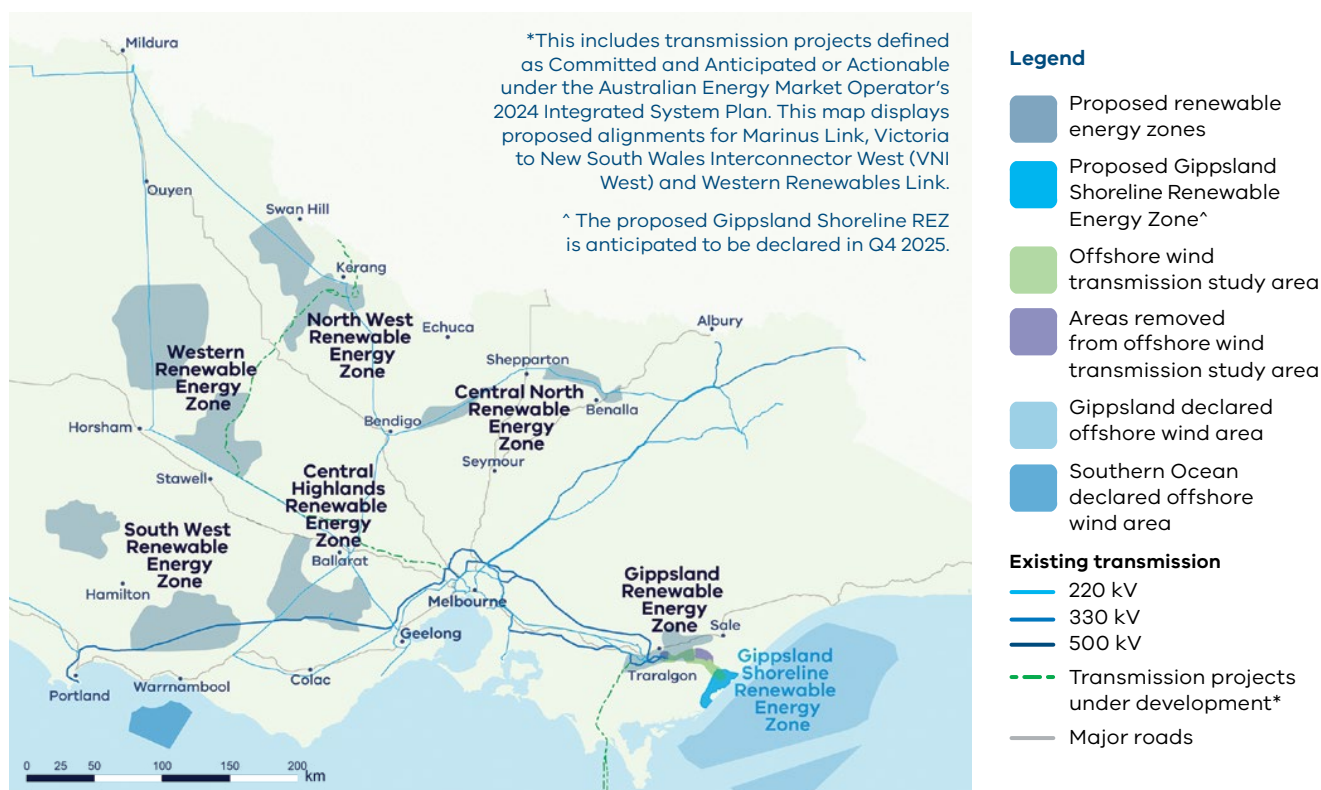 Mildura
*This includes transmission projects defined
as Committed and Anticipated or Actionable
under the Australian Energy Market Operator’s
2024 Integrated System Plan. This map displays
proposed alignments for Marinus Link, Victoria
to New South Wales Interconnector West (VNI
West) and Western Renewables Link.
^ The proposed Gippsland Shoreline REZ
is anticipated to be declared in Q4 2025.
Ouyen
Swan Hill
Kerang
North West
Renewable
Energy
Zone
Echuca
Albury
Western
Renewable
Energy
Zone
Shepparton
Central North
Renewable
Energy
Zone
Benalla
Horsham
Bendigo
Seymour
Stawell
Central
Highlands
Renewable
Energy
Zone
Ballarat
South West
Renewable
Energy
Zone
Hamilton
Melbourne
Gippsland
Renewable
Energy
Zone
Sale
Geelong
Traralgon
Gippsland
Shoreline
Renewable
Energy
Zone
Portland
Warrnambool
Colac
0 25 50 100 150 200
km
Legend
Proposed renewable
energy zones
Proposed Gippsland
Shoreline Renewable
Energy Zone^
Offshore wind
transmission study area
Areas removed
from offshore wind
transmission study area
Gippsland declared
offshore wind area
Southern Ocean
declared offshore
wind area
Existing transmission
220 kV
330 kV
500 kV
Transmission projects
under development*
Major roads